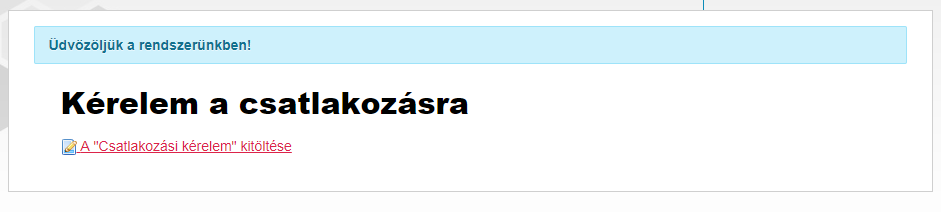 Üdvözöljük a rendszerünkben!
Kérelem a csatlakozásra
A "Csatlakozási kérelem" kitöltése